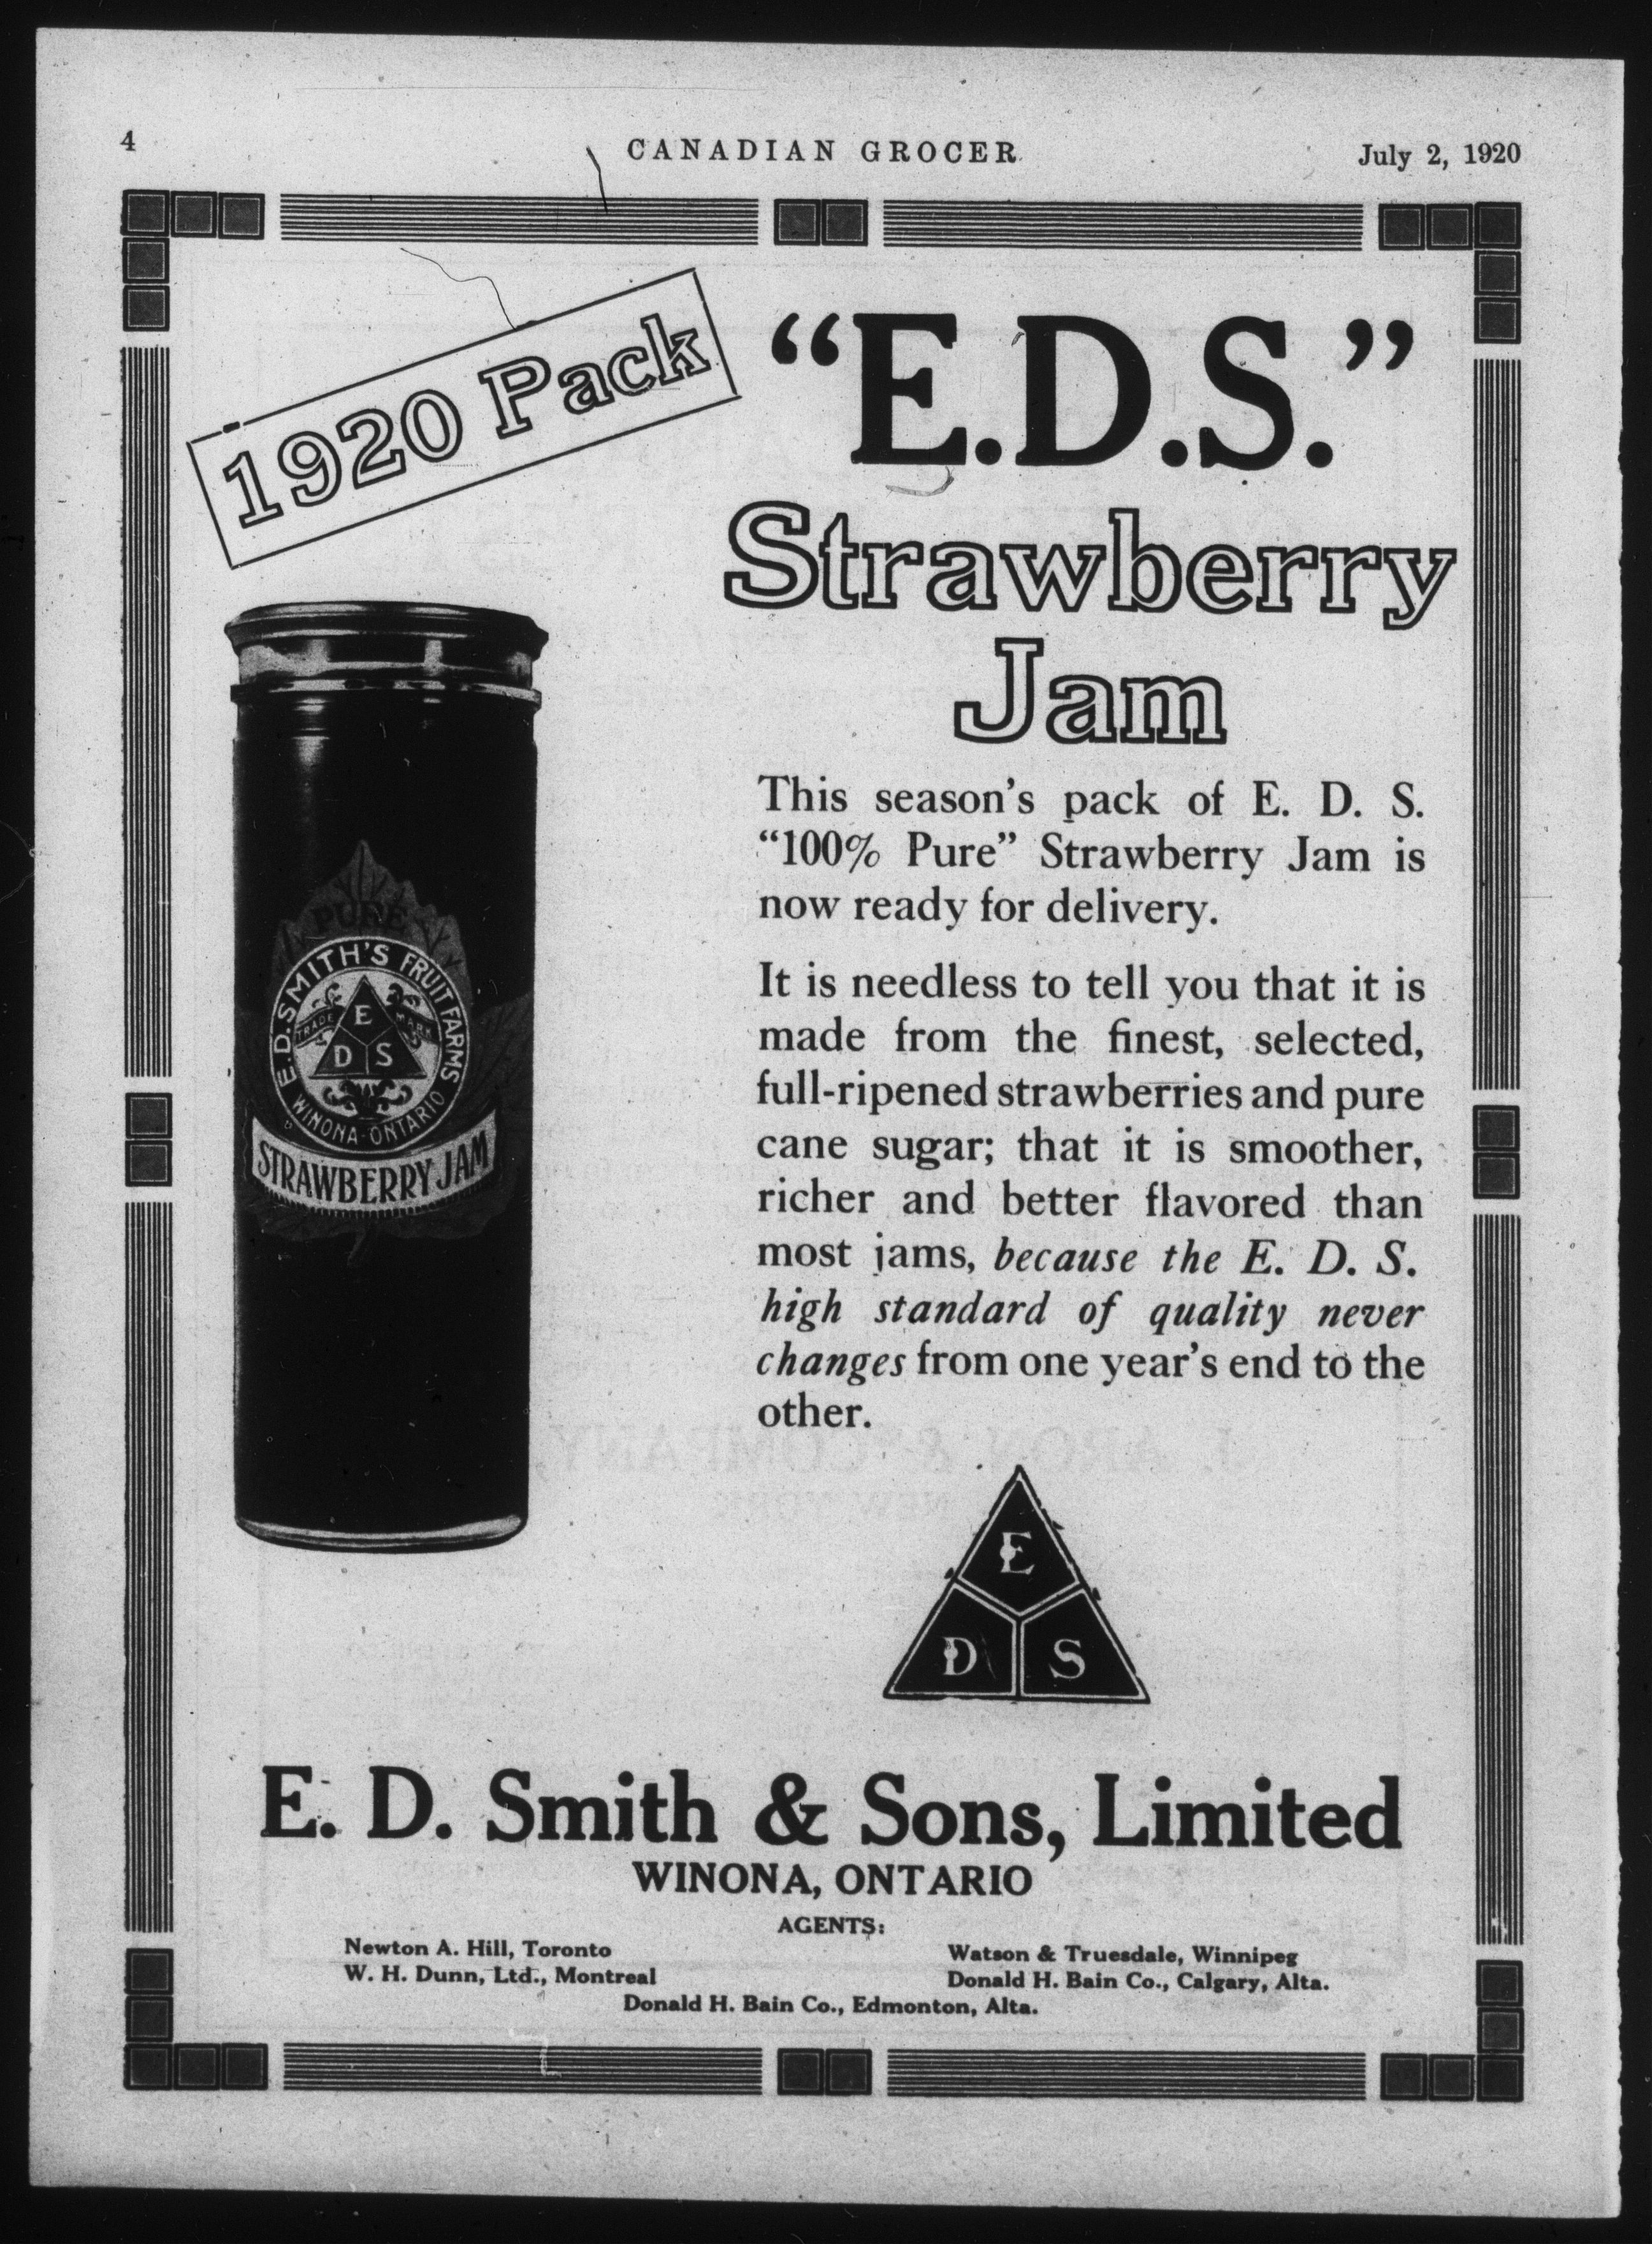 4
CANADIAN GROCER
July 2, 1920
1920 Pack
"E.D.S."
Strawberry
Jam
This season's pack of E. D. S.
"100% Pure" Strawberry Jam is
now ready for delivery.
It is needless to tell you that it is
made from the finest, selected,
full-ripened strawberries and pure
cane sugar; that it is smoother,
richer and better flavored than
most jams, because the E. D. S.
high standard of quality never
changes from one year's end to the
other.
PURE
E.D. SMITH'S FRUIT FARMS
TRADE MARK
E
D S
WINONA-ONTARIO
STRAWBERRY JAM
E
D S
E. D. Smith & Sons, Limited
WINONA, ONTARIO
AGENTS:
Newton A. Hill, Toronto
W. H. Dunn, Ltd., Montreal
Watson & Truesdale, Winnipeg
Donald H. Bain Co., Calgary, Alta.
Donald H. Bain Co., Edmonton, Alta.